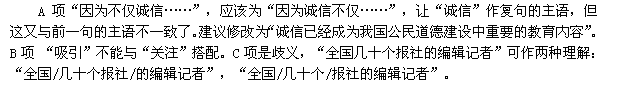 A 项“因为不仅诚信……”，应该为“因为诚信不仅……”，让“诚信”作复句的主语，但
这又与前一句的主语不一致了。建议修改为“诚信已经成为我国公民道德建设中重要的教育内容”。
B 项 “吸引”不能与“关注”搭配。C 项是歧义，“全国几十个报社的编辑记者”可作两种理解：
“全国/几十个报社/的编辑记者”，“全国/几十个/报社的编辑记者”。